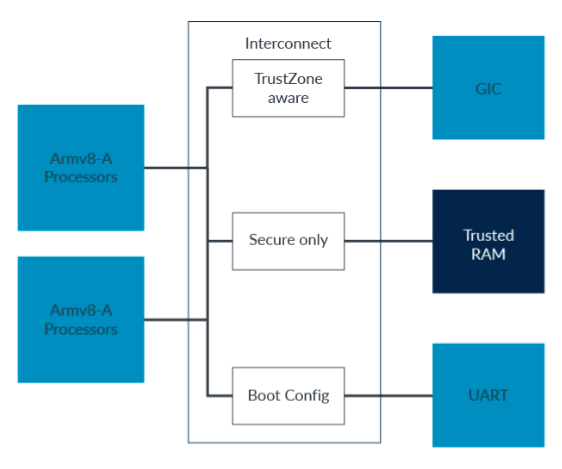 Interconnect
TrustZone
aware
GIC
Armv8-A
Processors
Secure only
Trusted
RAM
Armv8-A
Processors
Boot Config
UART